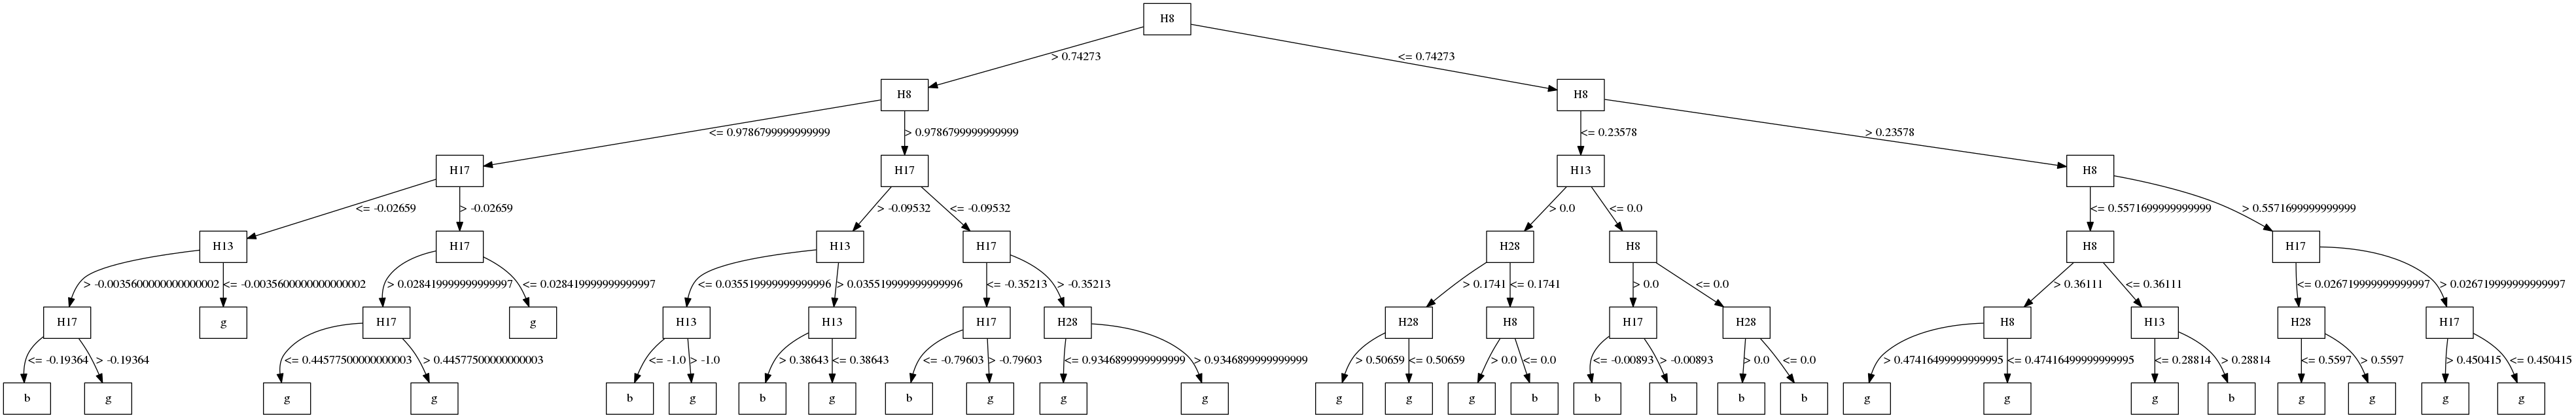 H8
> 0.74273
<= 0.74273
H8
H8
<= 0.9786799999999999
> 0.9786799999999999
<= 0.23578
> 0.23578
H17
H17
H13
H8
<= -0.02659
> -0.02659
> -0.09532
<= -0.09532
> 0.0
<= 0.0
<= 0.5571699999999999
> 0.5571699999999999
H13
H17
H13
H17
H28
H8
H8
H17
> -0.0035600000000000002
<= -0.0035600000000000002
> 0.028419999999999997
<= 0.028419999999999997
<= 0.035519999999999996
> 0.035519999999999996
<= -0.35213
> -0.35213
> 0.1741
<= 0.1741
> 0.0
<= 0.0
> 0.36111
<= 0.36111
<= 0.026719999999999997
> 0.026719999999999997
H17
g
H17
g
H13
H13
H17
H28
H28
H8
H17
H28
H8
H13
H28
H17
<= -0.19364
> -0.19364
<= 0.44577500000000003
> 0.44577500000000003
<= -1.0
> -1.0
> 0.38643
<= 0.38643
<= -0.79603
> -0.79603
<= 0.9346899999999999
> 0.9346899999999999
> 0.50659
<= 0.50659
> 0.0
<= 0.0
<= -0.00893
> -0.00893
> 0.0
<= 0.0
> 0.47416499999999995
<= 0.47416499999999995
<= 0.28814
> 0.28814
<= 0.5597
> 0.5597
> 0.450415
<= 0.450415
b
g
g
g
b
g
b
g
b
g
g
g
g
g
g
b
b
b
b
b
g
g
g
b
g
g
g
g